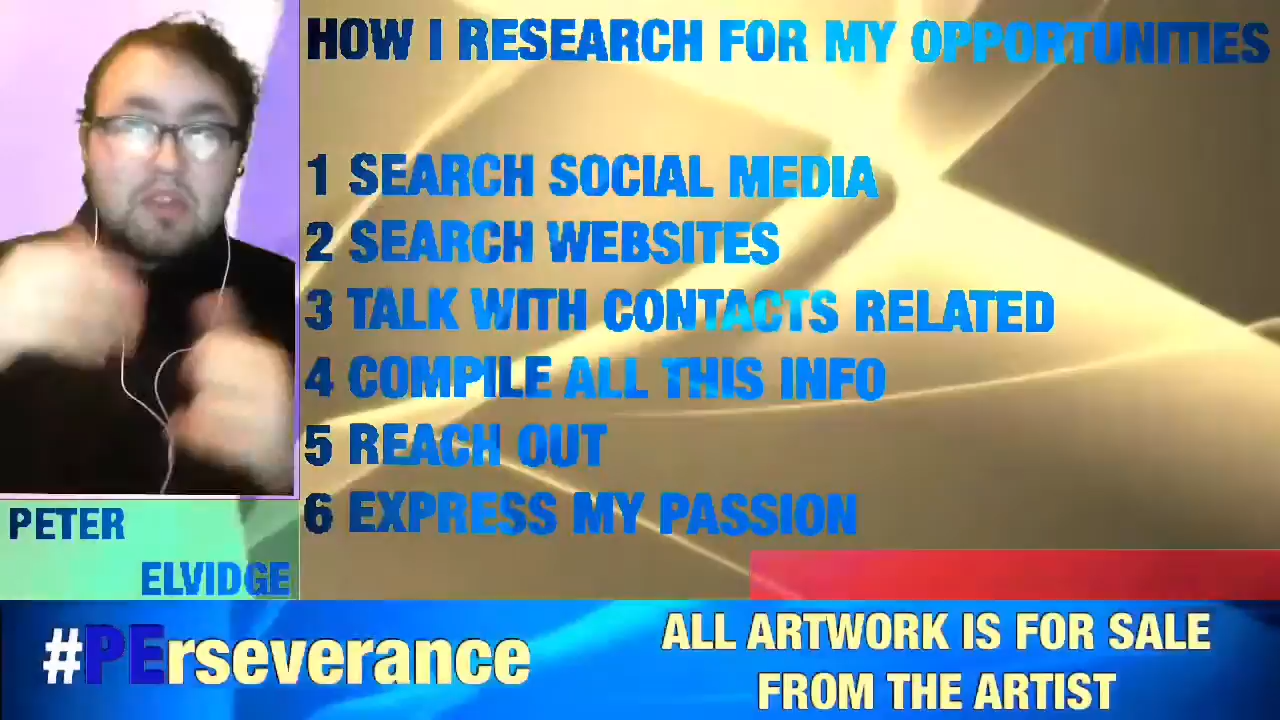 HOW I RESEARCH FOR MY OPPORTUNITIES
1 SEARCH SOCIAL MEDIA
2 SEARCH WEBSITES
3 TALK WITH CONTACTS RELATED
4 COMPILE ALL THIS INFO
5 REACH OUT
6 EXPRESS MY PASSION
PETER
ELVIDGE
#PErseverance
ALL ARTWORK IS FOR SALE
FROM THE ARTIST